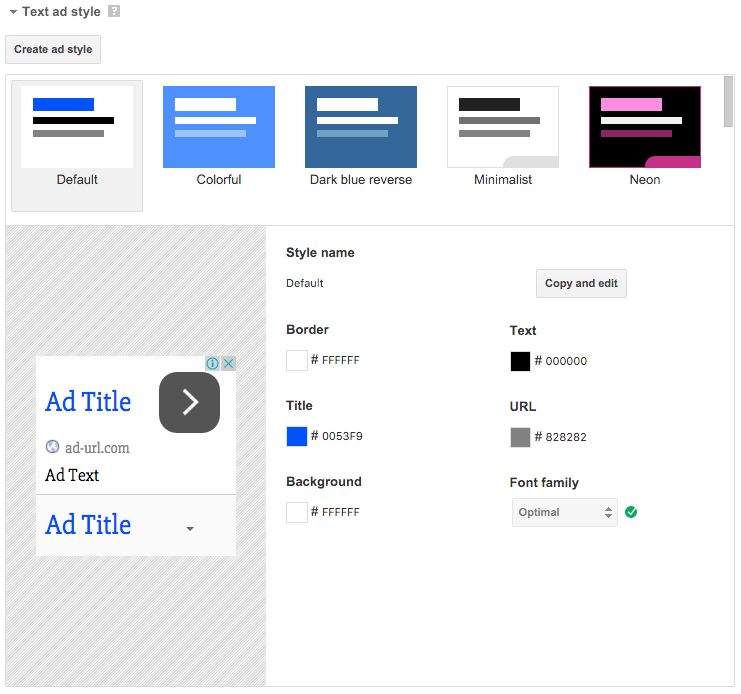 Text ad style ?
Create ad style
Default
Colorful
Dark blue reverse
Minimalist
Neon
Style name
Default
Copy and edit
Border
# FFFFFF
Text
# 000000
Title
# 0053F9
URL
# 828282
Background
# FFFFFF
Font family
Optimal
Ad Title
ad-url.com
Ad Text
Ad Title